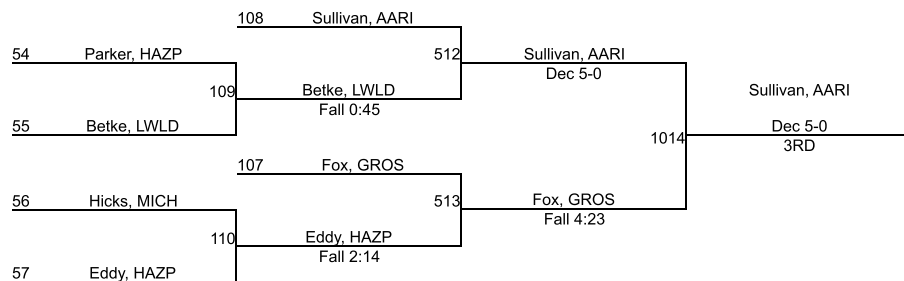 108 Sullivan, AARI
54 Parker, HAZP
512 Sullivan, AARI
Dec 5-0
109 Betke, LWLD
Fall 0:45
Sullivan, AARI
55 Betke, LWLD
Dec 5-0
1014
3RD
107 Fox, GROS
56 Hicks, MICH
513 Fox, GROS
Fall 4:23
110 Eddy, HAZP
Fall 2:14
57 Eddy, HAZP